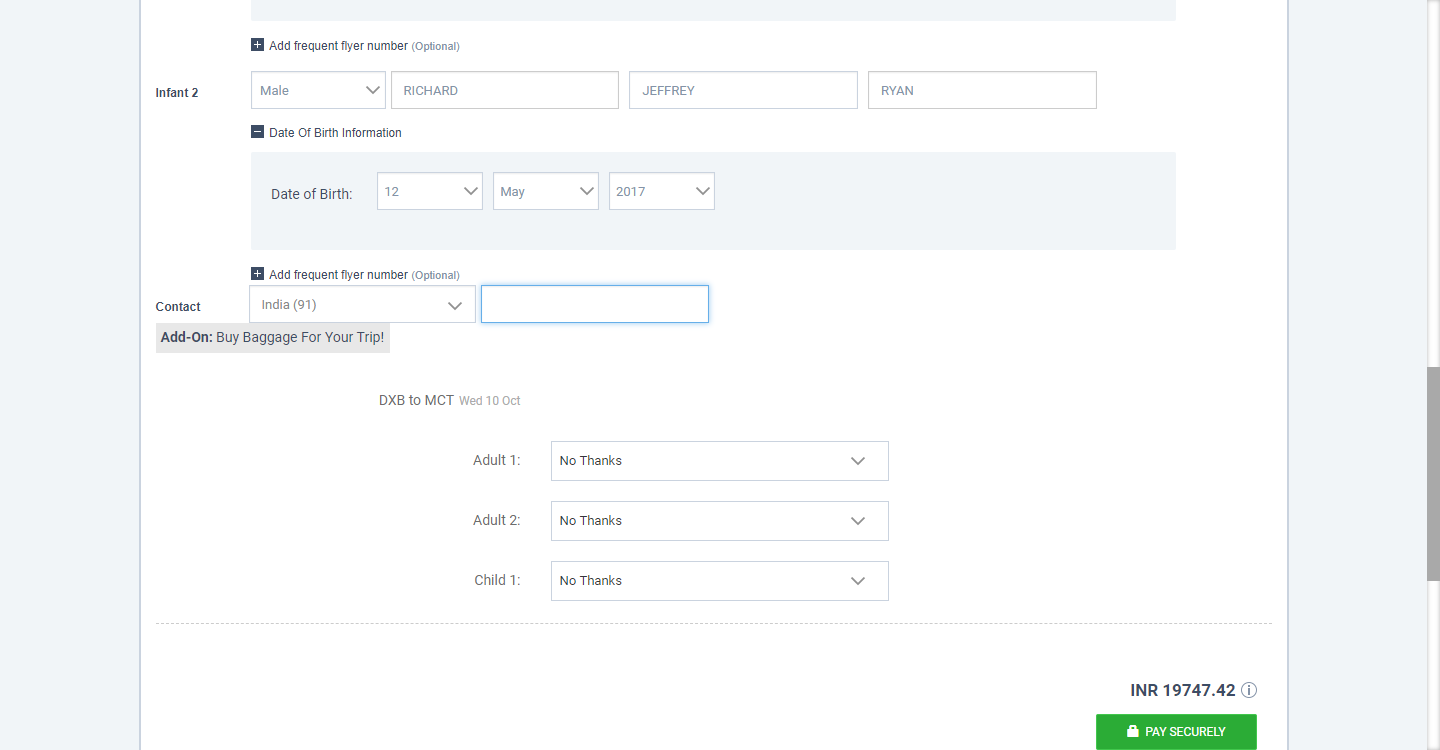 Add frequent flyer number (Optional)
Infant 2 Male RICHARD JEFFREY RYAN
Date Of Birth Information
Date of Birth: 12 May 2017
Add frequent flyer number (Optional)
Contact India (91)
Add-On: Buy Baggage For Your Trip!
DXB to MCT Wed 10 Oct
Adult 1: No Thanks
Adult 2: No Thanks
Child 1: No Thanks
INR 19747.42
PAY SECURELY